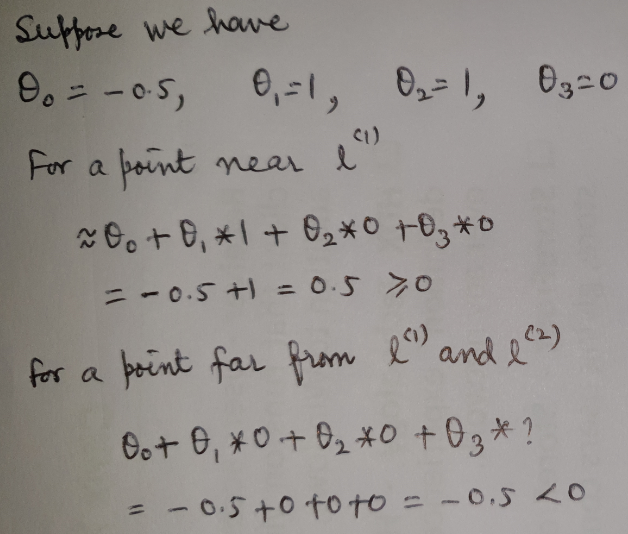 Suppose we have
θ₀ = -0.5, θ₁ = 1, θ₂ = 1, θ₃ = 0
For a point near l⁽¹⁾
≈ θ₀ + θ₁ * 1 + θ₂ * 0 + θ₃ * 0
= -0.5 + 1 = 0.5 ⩾ 0
for a point far from l⁽¹⁾ and l⁽²⁾
θ₀ + θ₁ * 0 + θ₂ * 0 + θ₃ * ?
= -0.5 + 0 + 0 + 0 = -0.5 < 0